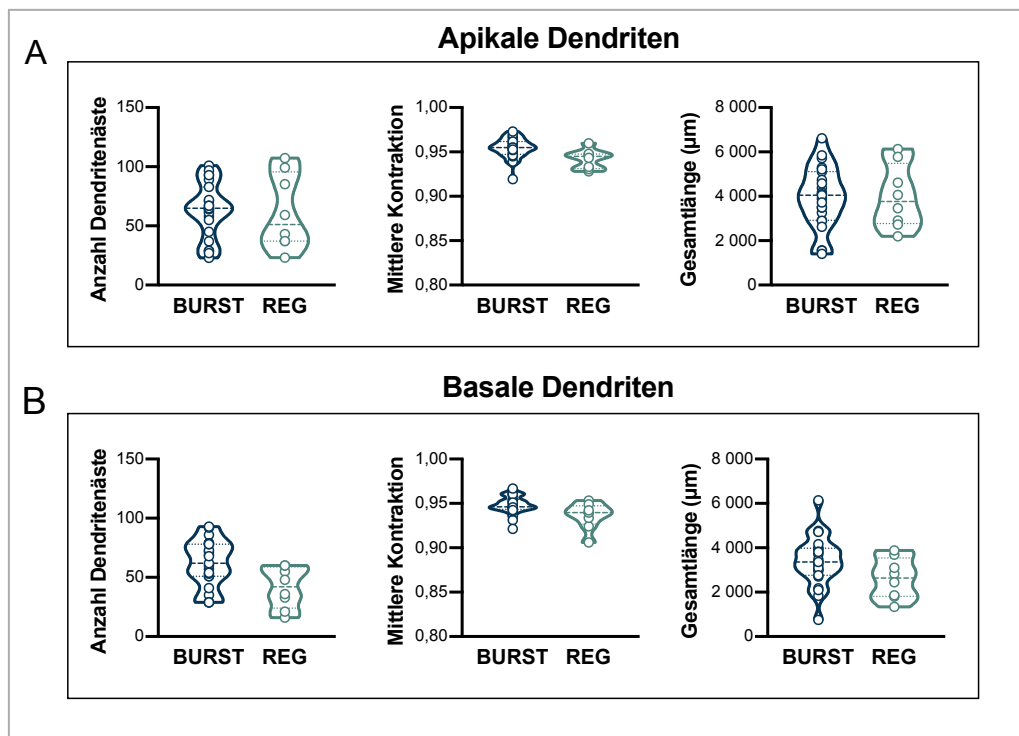 A
Apikale Dendriten
Anzahl Dendritenäste
150
100
50
0
BURST REG
Mittlere Kontraktion
1,00
0,95
0,90
0,85
0,80
BURST REG
Gesamtlänge (µm)
8 000
6 000
4 000
2 000
0
BURST REG
B
Basale Dendriten
Anzahl Dendritenäste
150
100
50
0
BURST REG
Mittlere Kontraktion
1,00
0,95
0,90
0,85
0,80
BURST REG
Gesamtlänge (µm)
8 000
6 000
4 000
2 000
0
BURST REG